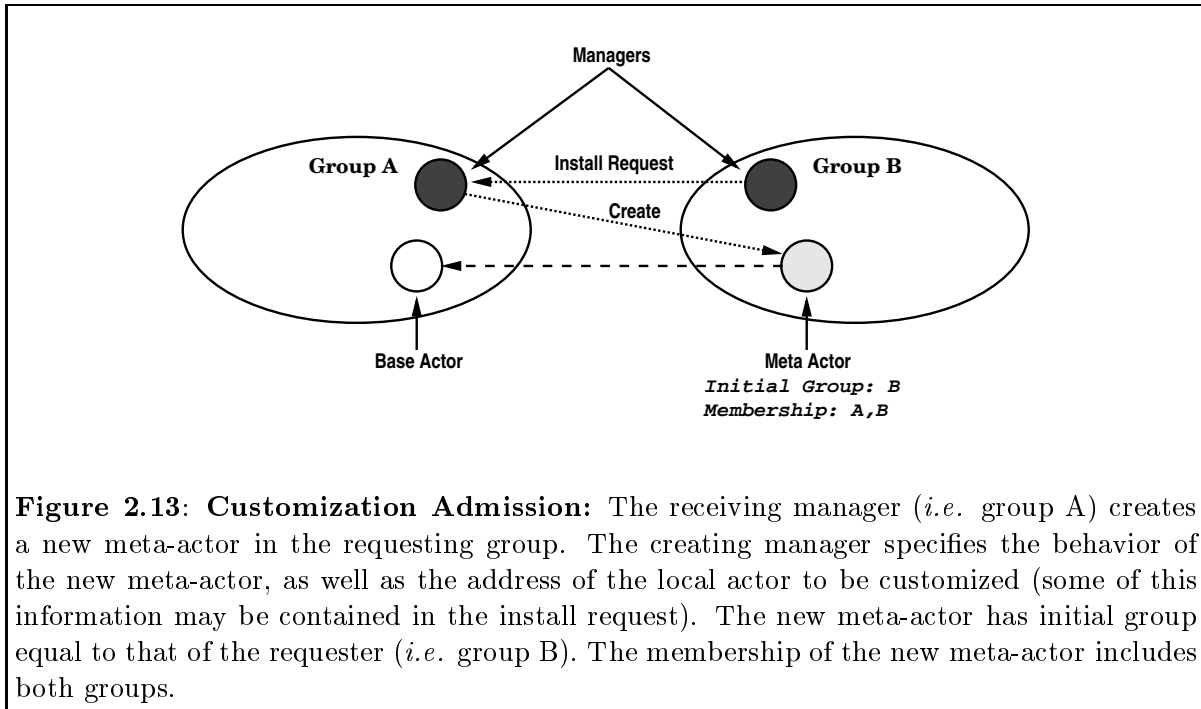 Managers
Group A
Install Request
Group B
Create
Base Actor
Meta Actor
Initial Group: B
Membership: A,B
Figure 2.13: Customization Admission: The receiving manager (i.e. group A) creates
a new meta-actor in the requesting group. The creating manager specifies the behavior of
the new meta-actor, as well as the address of the local actor to be customized (some of this
information may be contained in the install request). The new meta-actor has initial group
equal to that of the requester (i.e. group B). The membership of the new meta-actor includes
both groups.